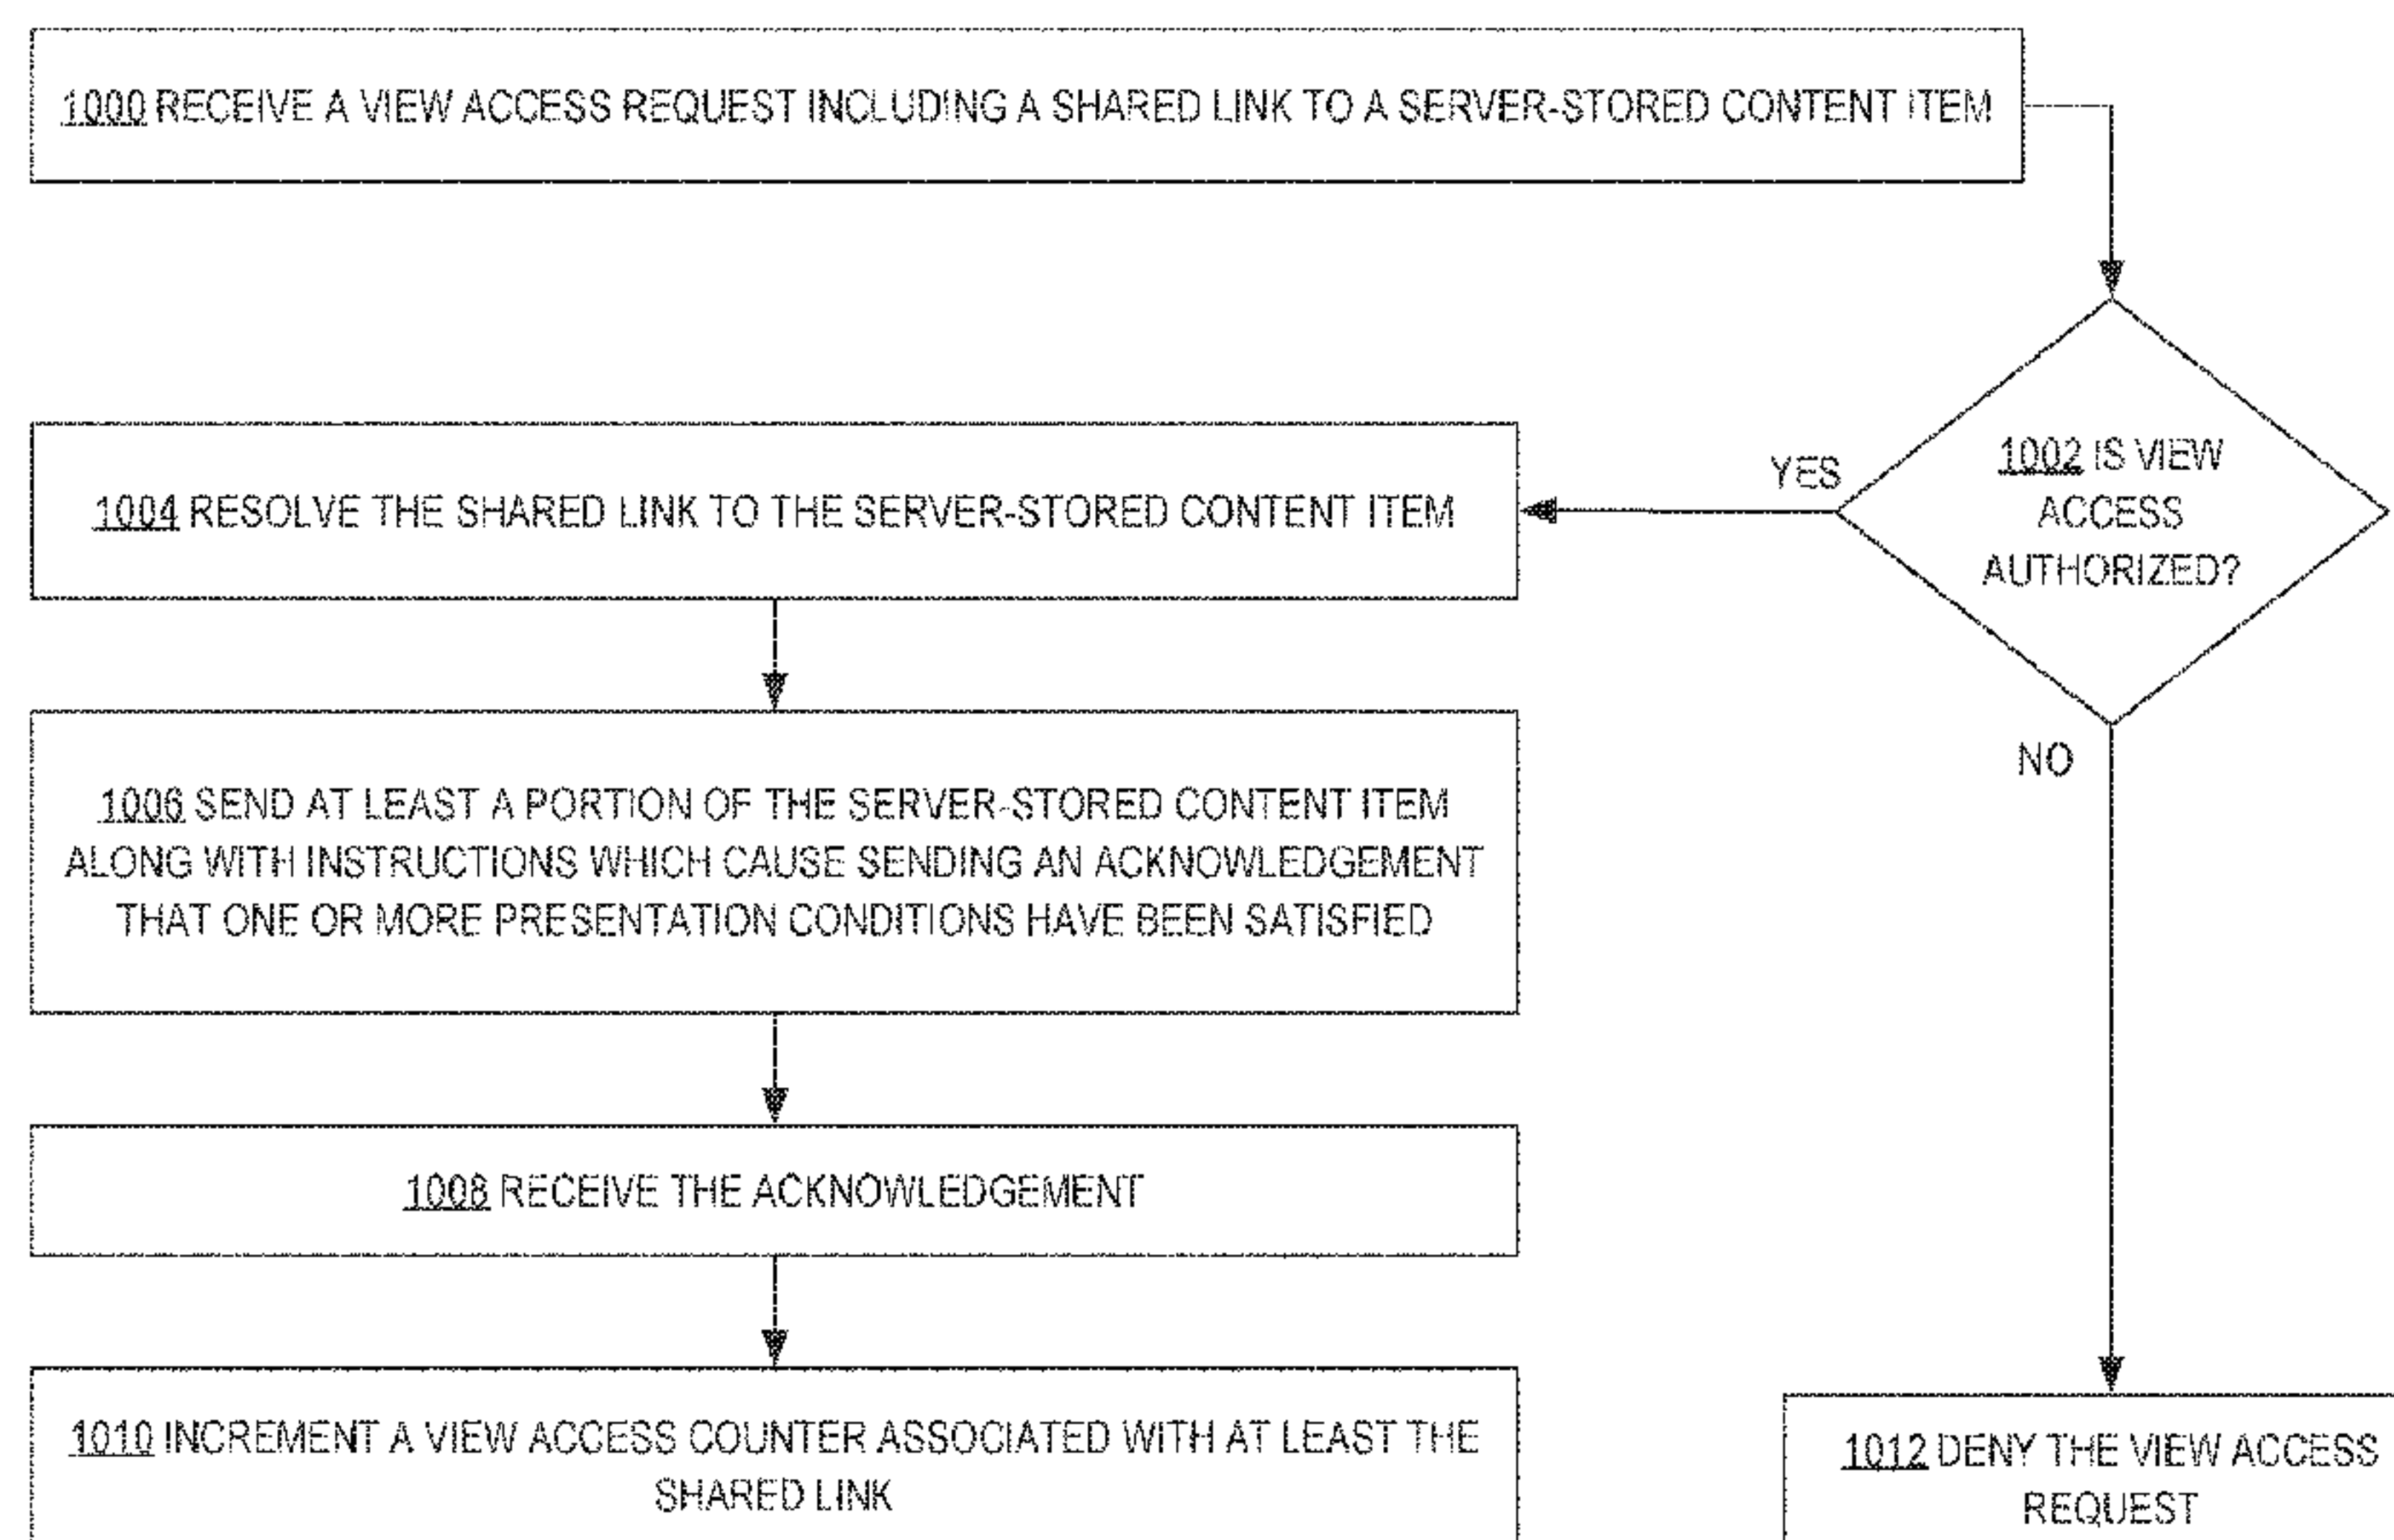 1000 RECEIVE A VIEW ACCESS REQUEST INCLUDING A SHARED LINK TO A SERVER-STORED CONTENT ITEM
1002 IS VIEW
ACCESS
AUTHORIZED?
YES
NO
1004 RESOLVE THE SHARED LINK TO THE SERVER-STORED CONTENT ITEM
1006 SEND AT LEAST A PORTION OF THE SERVER-STORED CONTENT ITEM
ALONG WITH INSTRUCTIONS WHICH CAUSE SENDING AN ACKNOWLEDGEMENT
THAT ONE OR MORE PRESENTATION CONDITIONS HAVE BEEN SATISFIED
1008 RECEIVE THE ACKNOWLEDGEMENT
1010 INCREMENT A VIEW ACCESS COUNTER ASSOCIATED WITH AT LEAST THE
SHARED LINK
1012 DENY THE VIEW ACCESS
REQUEST